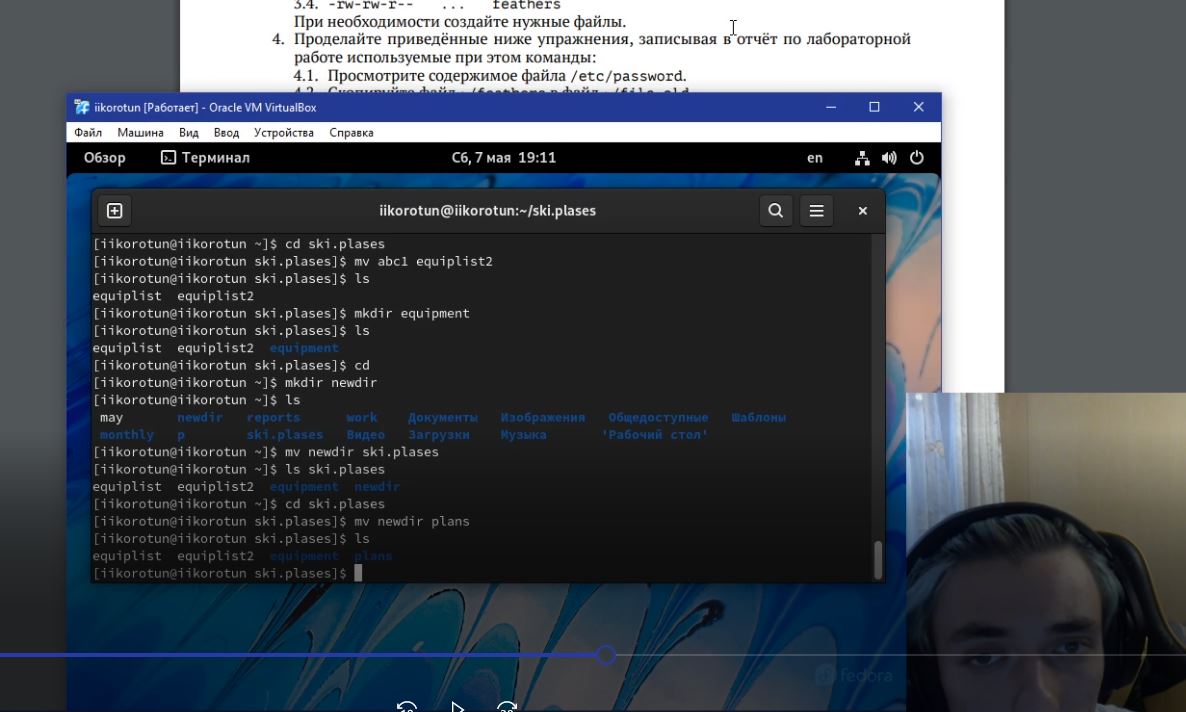 3.4. -rw-rw-r-- ... feathers
При необходимости создайте нужные файлы.
4. Проделайте приведённые ниже упражнения, записывая в отчёт по лабораторной
работе используемые при этом команды:
4.1. Просмотрите содержимое файла /etc/password.
4.2. Скопируйте файл ~/feathers в файл ~/file.old
iikorotun [Работает] - Oracle VM VirtualBox
Файл Машина Вид Ввод Устройства Справка
Обзор Терминал Сб, 7 мая 19:11 en
iikorotun@iikorotun:~/ski.plases
[iikorotun@iikorotun ~]$ cd ski.plases
[iikorotun@iikorotun ski.plases]$ mv abc1 equiplist2
[iikorotun@iikorotun ski.plases]$ ls
equiplist equiplist2
[iikorotun@iikorotun ski.plases]$ mkdir equipment
[iikorotun@iikorotun ski.plases]$ ls
equiplist equiplist2 equipment
[iikorotun@iikorotun ski.plases]$ cd
[iikorotun@iikorotun ~]$ mkdir newdir
[iikorotun@iikorotun ~]$ ls
may newdir reports work Документы Изображения Общедоступные Шаблоны
monthly p ski.plases Видео Загрузки Музыка 'Рабочий стол'
[iikorotun@iikorotun ~]$ mv newdir ski.plases
[iikorotun@iikorotun ~]$ ls ski.plases
equiplist equiplist2 equipment newdir
[iikorotun@iikorotun ~]$ cd ski.plases
[iikorotun@iikorotun ski.plases]$ mv newdir plans
[iikorotun@iikorotun ski.plases]$ ls
equiplist equiplist2 equipment plans
[iikorotun@iikorotun ski.plases]$
fedora